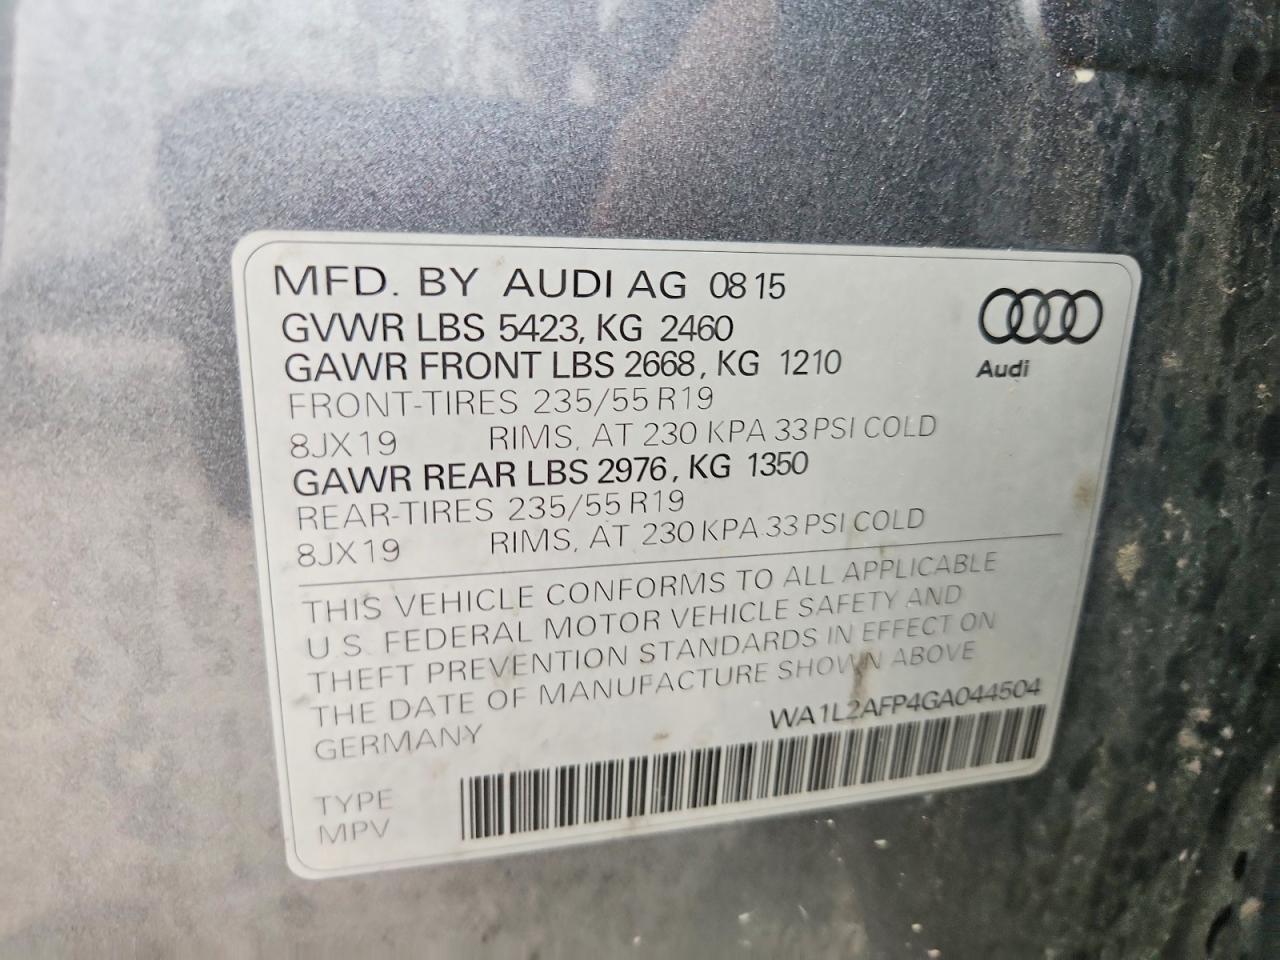 MFD. BY AUDI AG 08 15
GVWR LBS 5423, KG 2460
GAWR FRONT LBS 2668, KG 1210
Audi
FRONT-TIRES 235/55 R19
8JX19 RIMS, AT 230 KPA 33 PSI COLD
GAWR REAR LBS 2976, KG 1350
REAR-TIRES 235/55 R19
8JX19 RIMS, AT 230 KPA 33 PSI COLD
THIS VEHICLE CONFORMS TO ALL APPLICABLE
U.S. FEDERAL MOTOR VEHICLE SAFETY AND
THEFT PREVENTION STANDARDS IN EFFECT ON
THE DATE OF MANUFACTURE SHOWN ABOVE
GERMANY WA1L2AFP4GA044504
TYPE
MPV